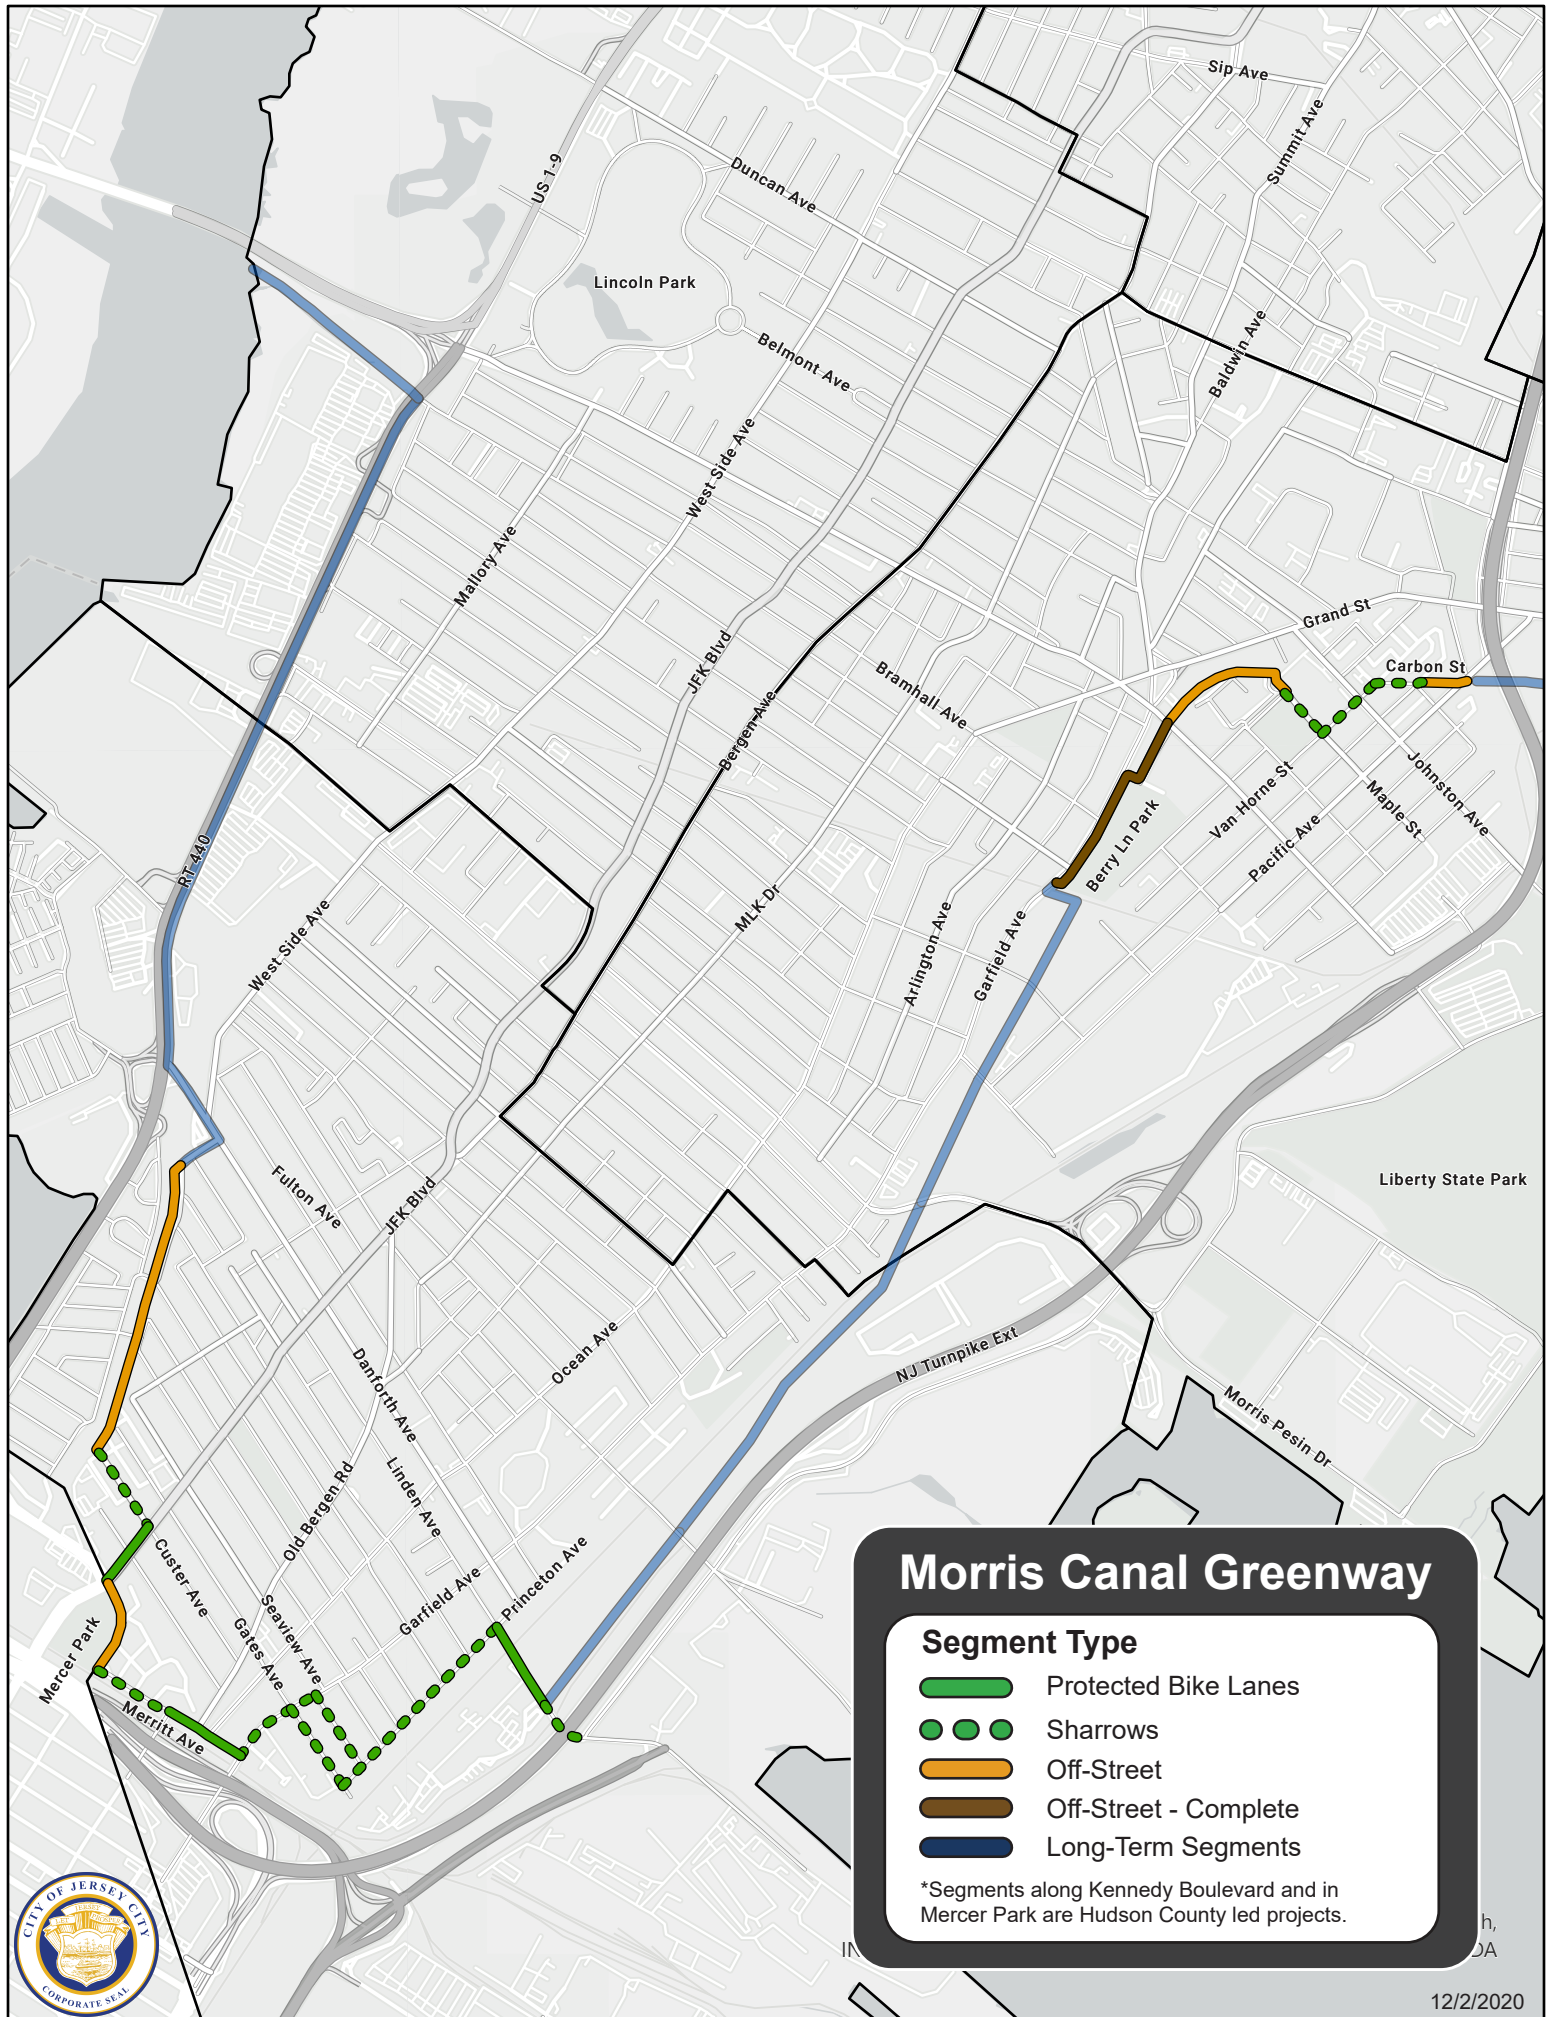 Sip Ave
Summit Ave
US 1-9
Duncan Ave
Lincoln Park
Baldwin Ave
Belmont Ave
West Side Ave
Mallory Ave
Grand St
JFK Blvd
Carbon St
Bramhall Ave
Bergen Ave
Johnston Ave
Van Horne St
Maple St
Berry Ln Park
Pacific Ave
RT 440
MLK Dr
West Side Ave
Arlington Ave
Garfield Ave
Liberty State Park
Fulton Ave
JFK Blvd
Ocean Ave
NJ Turnpike Ext
Danforth Ave
Morris Pesin Dr
Linden Ave
Old Bergen Rd
Princeton Ave
Custer Ave
Garfield Ave
Seaview Ave
Gates Ave
Mercer Park
Merritt Ave
Morris Canal Greenway
Segment Type
Protected Bike Lanes
Sharrows
Off-Street
Off-Street - Complete
Long-Term Segments
*Segments along Kennedy Boulevard and in
Mercer Park are Hudson County led projects.
h,
IN
DA
CITY OF JERSEY CITY
CORPORATE SEAL
12/2/2020